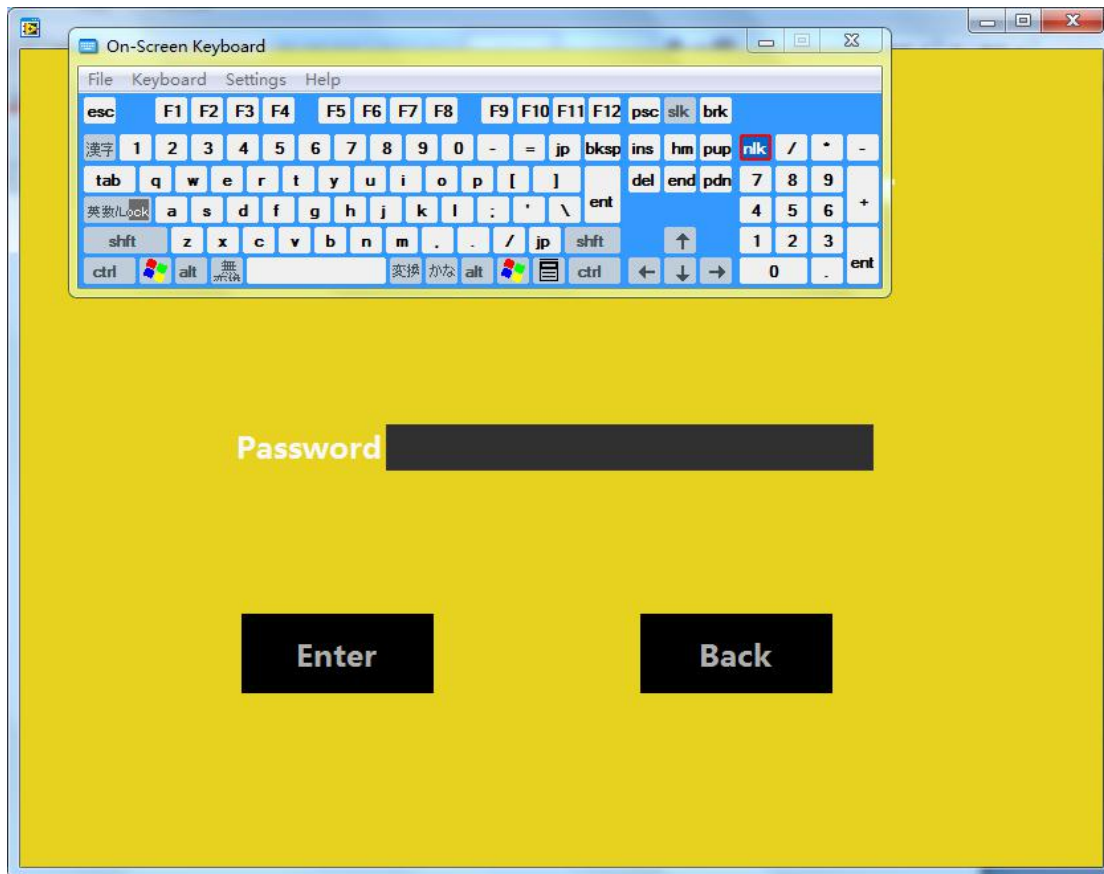 On-Screen Keyboard
File Keyboard Settings Help
esc F1 F2 F3 F4 F5 F6 F7 F8 F9 F10 F11 F12 psc slk brk
漢字 1 2 3 4 5 6 7 8 9 0 - = jp bksp ins hm pup nlk / * -
tab q w e r t y u i o p [ ] del end pdn 7 8 9
英数/Lock a s d f g h j k l ; ' \ ent 4 5 6 +
shft z x c v b n m , . / jp shft ↑ 1 2 3
ctrl alt 無変換 変換 かな alt ctrl ← ↓ → 0 . ent
Password
Enter Back